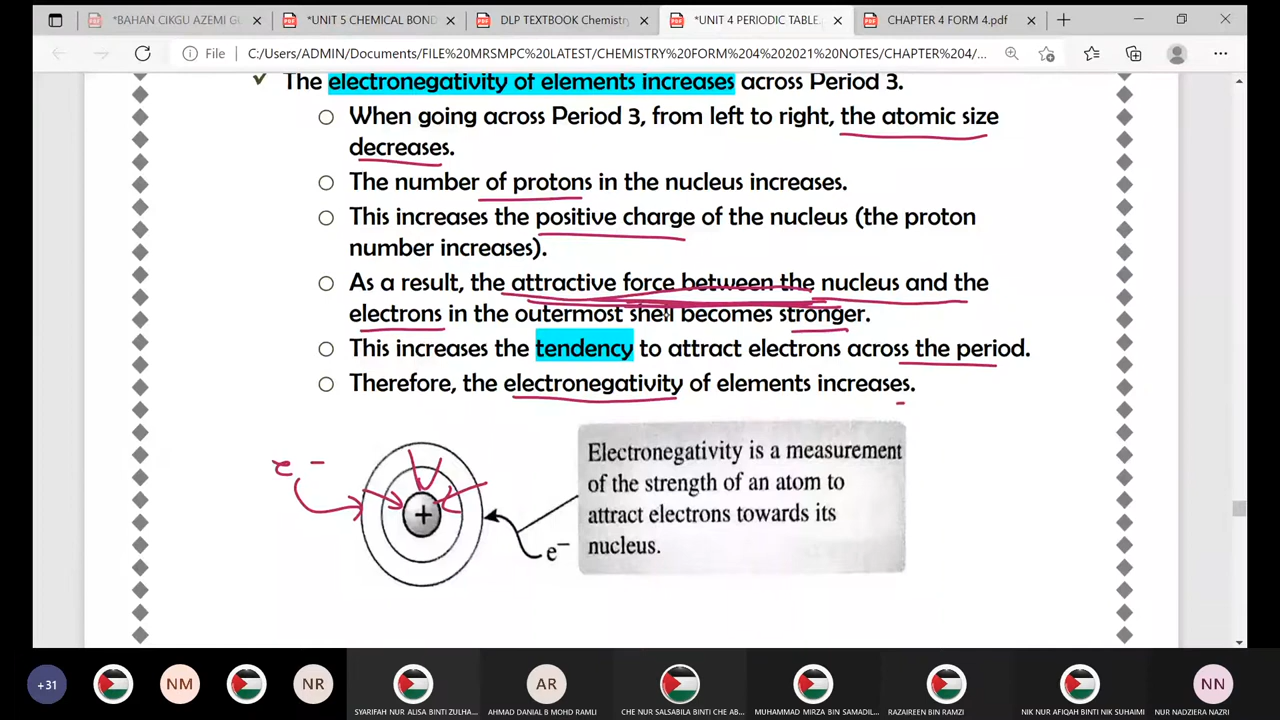 *BAHAN CIKGU AZEMI GU
*UNIT 5 CHEMICAL BOND
DLP TEXTBOOK Chemistry
*UNIT 4 PERIODIC TABLE
CHAPTER 4 FORM 4.pdf
File
C:/Users/ADMIN/Documents/FILE%20MRSMPC%20LATEST/CHEMISTRY%20FORM%204%202021%20NOTES/CHAPTER%204/...
The electronegativity of elements increases across Period 3.
When going across Period 3, from left to right, the atomic size
decreases.
The number of protons in the nucleus increases.
This increases the positive charge of the nucleus (the proton
number increases).
As a result, the attractive force between the nucleus and the
electrons in the outermost shell becomes stronger.
This increases the tendency to attract electrons across the period.
Therefore, the electronegativity of elements increases.
e −
+
e−
Electronegativity is a measurement
of the strength of an atom to
attract electrons towards its
nucleus.
+31
NM
NR
AR
NN
SYARIFAH NUR ALISA BINTI ZULHA...
AHMAD DANIAL B MOHD RAMLI
CHE NUR SALSABILA BINTI CHE AB...
MUHAMMAD MIRZA BIN SAMADIL...
RAZAIREEN BIN RAMZI
NIK NUR AFIQAH BINTI NIK SUHAIMI
NUR NADZIERA NAZRI